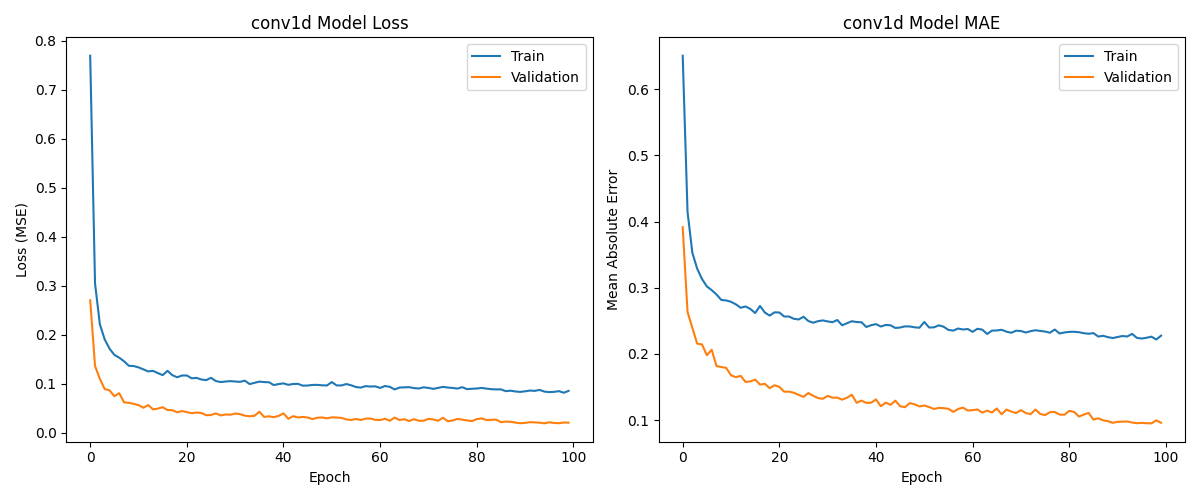 conv1d Model Loss
Loss (MSE)
0.8
0.7
0.6
0.5
0.4
0.3
0.2
0.1
0.0
Train
Validation
0 20 40 60 80 100
Epoch
conv1d Model MAE
Mean Absolute Error
0.6
0.5
0.4
0.3
0.2
0.1
Train
Validation
0 20 40 60 80 100
Epoch